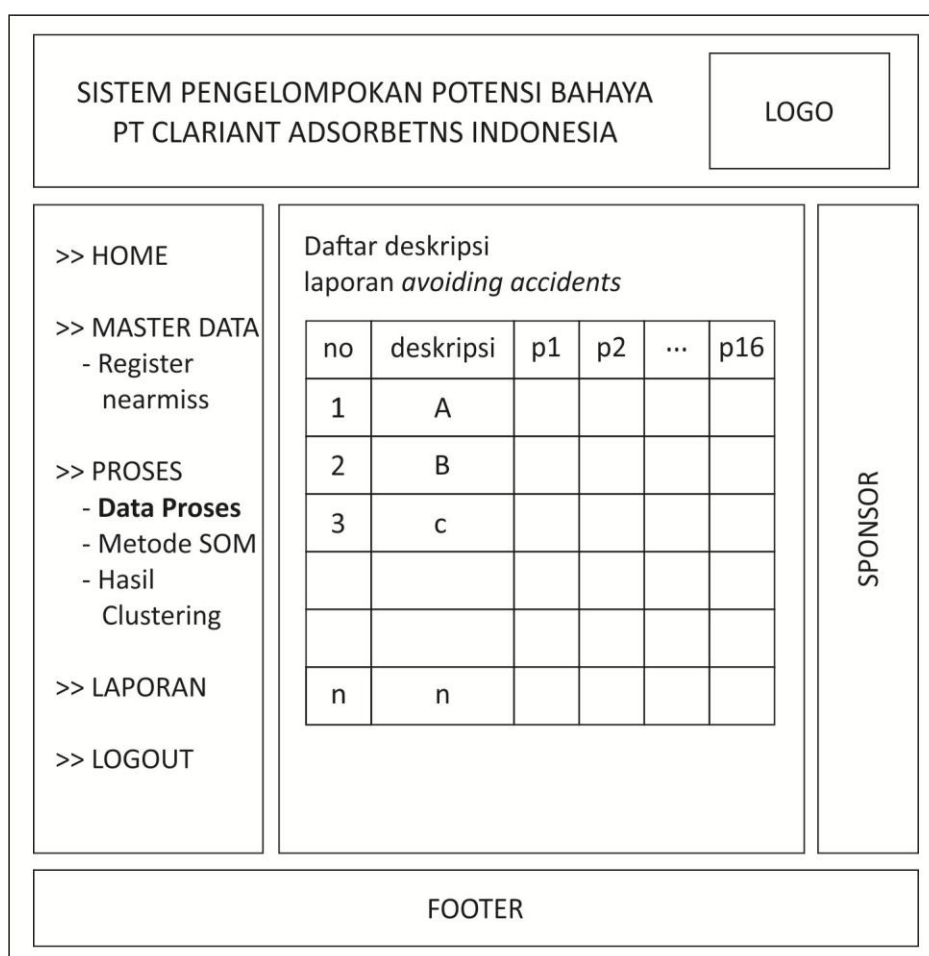 SISTEM PENGELOMPOKAN POTENSI BAHAYA
PT CLARIANT ADSORBETNS INDONESIA
LOGO
>> HOME
>> MASTER DATA
- Register
nearmiss
>> PROSES
- Data Proses
- Metode SOM
- Hasil
Clustering
>> LAPORAN
>> LOGOUT
Daftar deskripsi
laporan avoiding accidents
no deskripsi p1 p2 ... p16
1 A
2 B
3 c
n n
SPONSOR
FOOTER